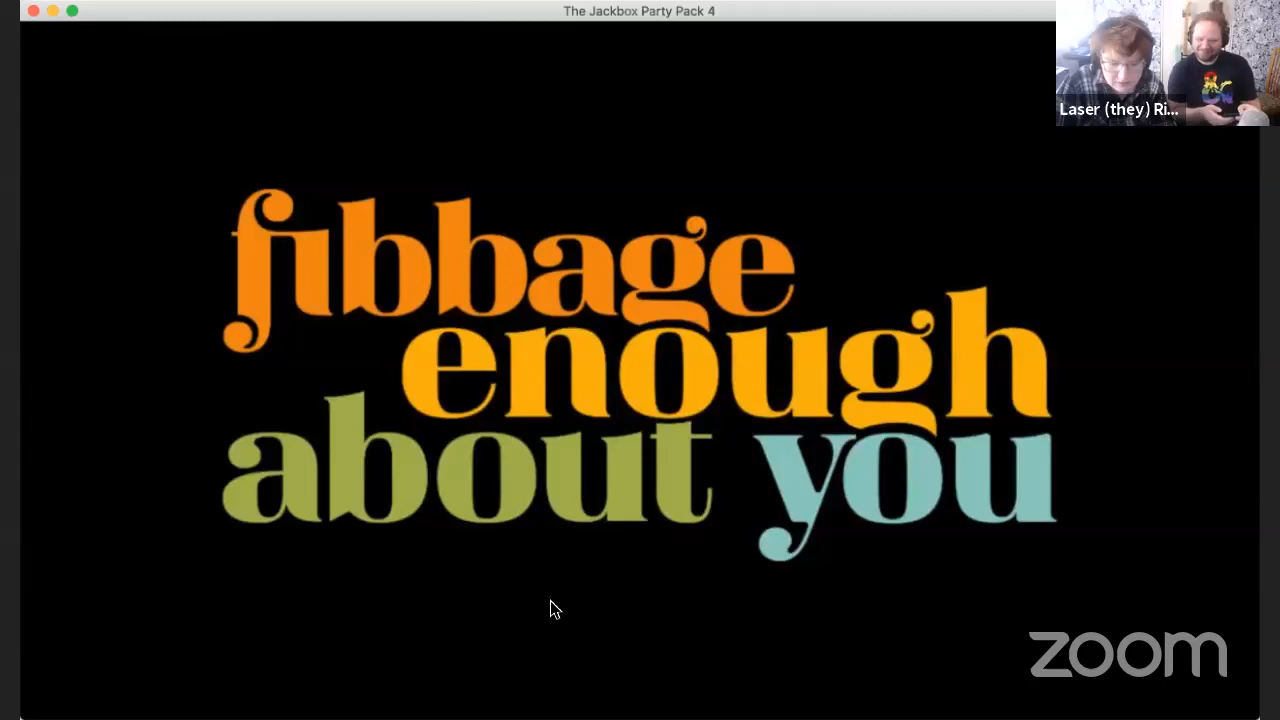 The Jackbox Party Pack 4
Laser (they) Ri...
fibbage
enough
about you
zoom